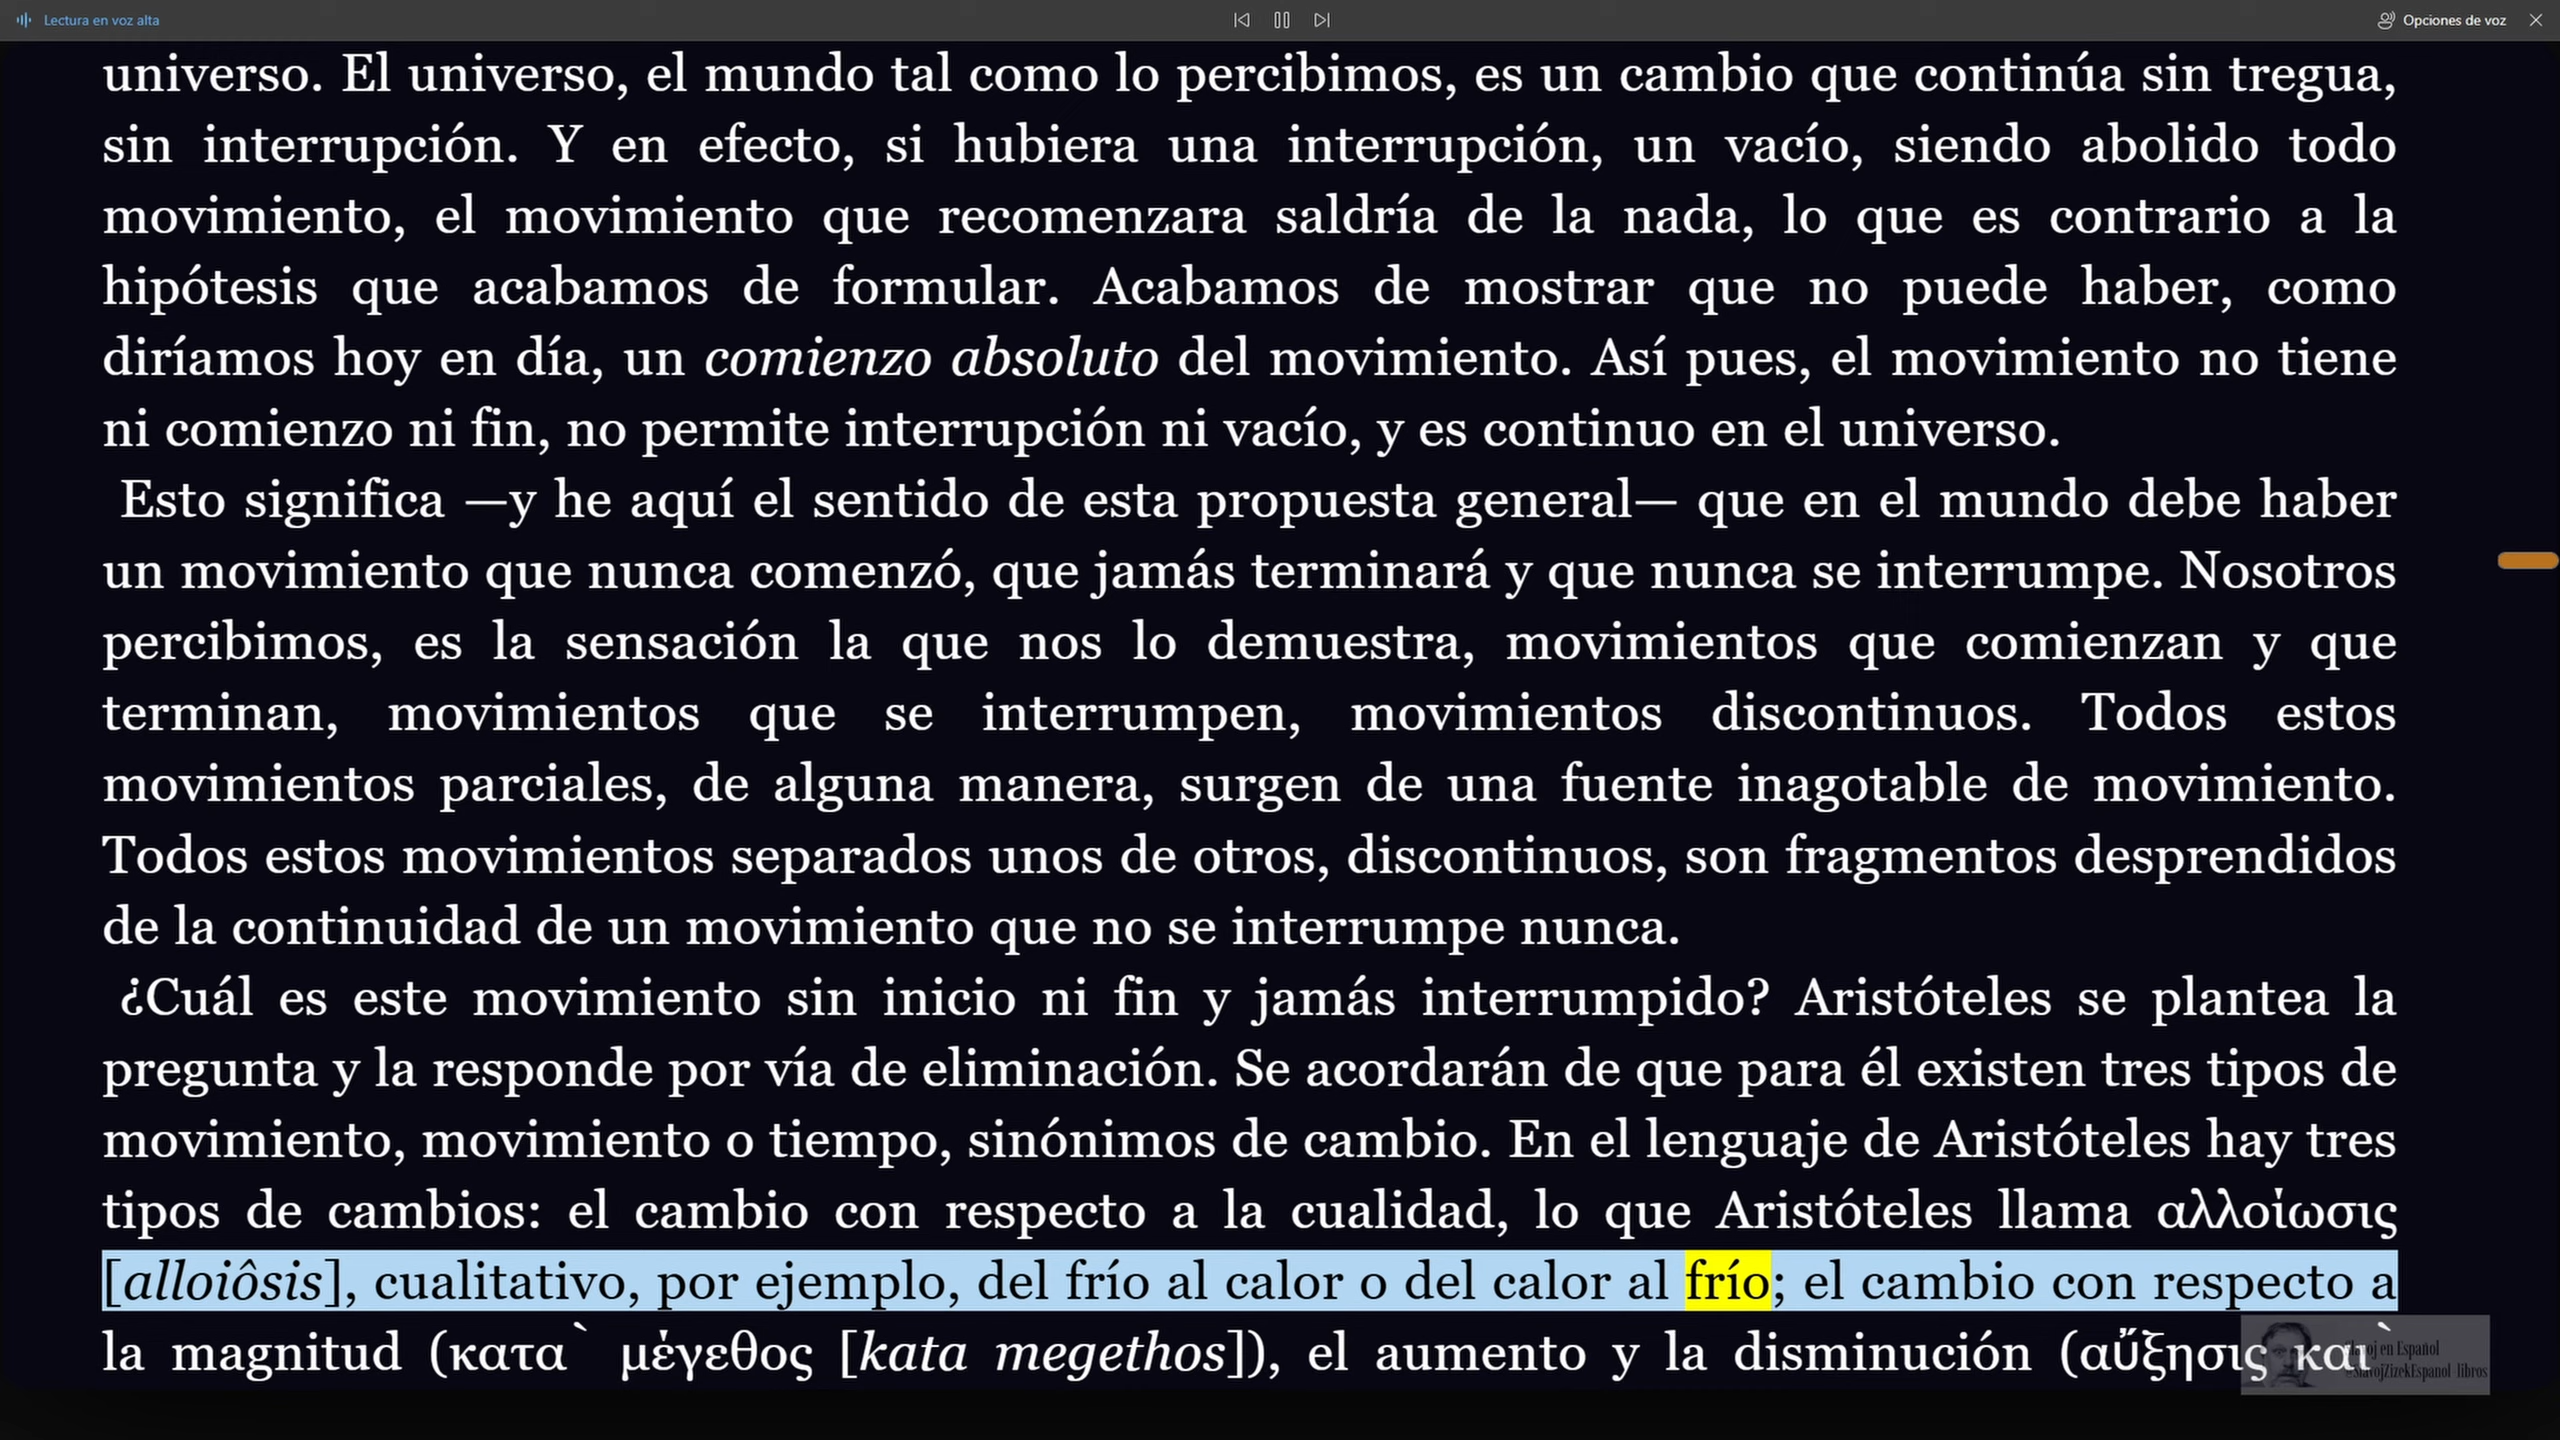 Lectura en voz alta
Opciones de voz
universo. El universo, el mundo tal como lo percibimos, es un cambio que continúa sin tregua,
sin interrupción. Y en efecto, si hubiera una interrupción, un vacío, siendo abolido todo
movimiento, el movimiento que recomenzara saldría de la nada, lo que es contrario a la
hipótesis que acabamos de formular. Acabamos de mostrar que no puede haber, como
diríamos hoy en día, un comienzo absoluto del movimiento. Así pues, el movimiento no tiene
ni comienzo ni fin, no permite interrupción ni vacío, y es continuo en el universo.
Esto significa —y he aquí el sentido de esta propuesta general— que en el mundo debe haber
un movimiento que nunca comenzó, que jamás terminará y que nunca se interrumpe. Nosotros
percibimos, es la sensación la que nos lo demuestra, movimientos que comienzan y que
terminan, movimientos que se interrumpen, movimientos discontinuos. Todos estos
movimientos parciales, de alguna manera, surgen de una fuente inagotable de movimiento.
Todos estos movimientos separados unos de otros, discontinuos, son fragmentos desprendidos
de la continuidad de un movimiento que no se interrumpe nunca.
¿Cuál es este movimiento sin inicio ni fin y jamás interrumpido? Aristóteles se plantea la
pregunta y la responde por vía de eliminación. Se acordarán de que para él existen tres tipos de
movimiento, movimiento o tiempo, sinónimos de cambio. En el lenguaje de Aristóteles hay tres
tipos de cambios: el cambio con respecto a la cualidad, lo que Aristóteles llama αλλοίωσις
[alloiôsis], cualitativo, por ejemplo, del frío al calor o del calor al frío; el cambio con respecto a
la magnitud (κατα` μέγεθος [kata megethos]), el aumento y la disminución (αὔξησις και`
Slavoj en Español
@SlavojZizekEspanol-libros